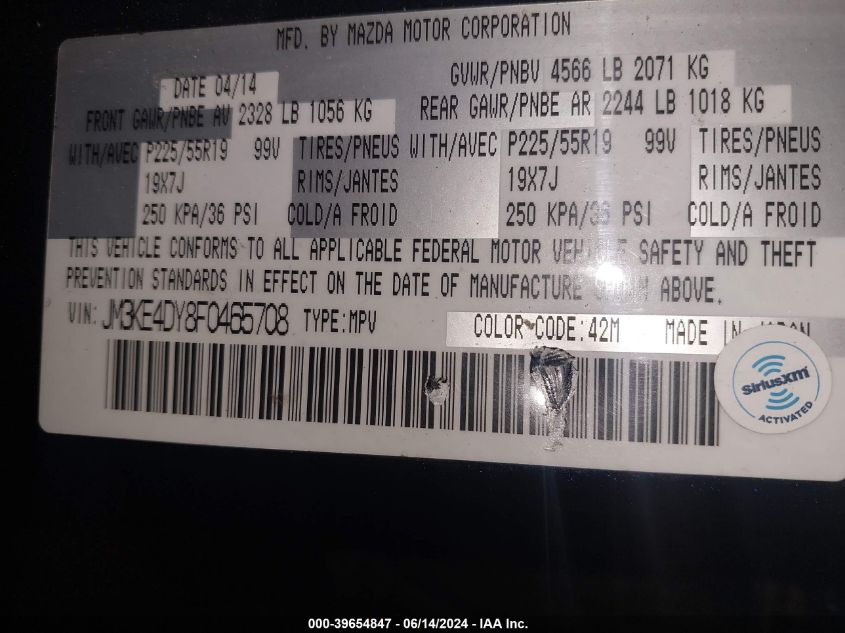 MFD. BY MAZDA MOTOR CORPORATION
DATE 04/14 GVWR/PNBV 4566 LB 2071 KG
FRONT GAWR/PNBE AV 2328 LB 1056 KG REAR GAWR/PNBE AR 2244 LB 1018 KG
WITH/AVEC P225/55R19 99V TIRES/PNEUS WITH/AVEC P225/55R19 99V TIRES/PNEUS
19X7J RIMS/JANTES 19X7J RIMS/JANTES
250 KPA/36 PSI COLD/A FROID 250 KPA/36 PSI COLD/A FROID
THIS VEHICLE CONFORMS TO ALL APPLICABLE FEDERAL MOTOR VEHICLE SAFETY AND THEFT
PREVENTION STANDARDS IN EFFECT ON THE DATE OF MANUFACTURE SHOWN ABOVE.
VIN: JM3KE4DY8F0465708 TYPE:MPV COLOR CODE:42M MADE IN JAPAN
SiriusXM
ACTIVATED
000-39654847 - 06/14/2024 - IAA Inc.